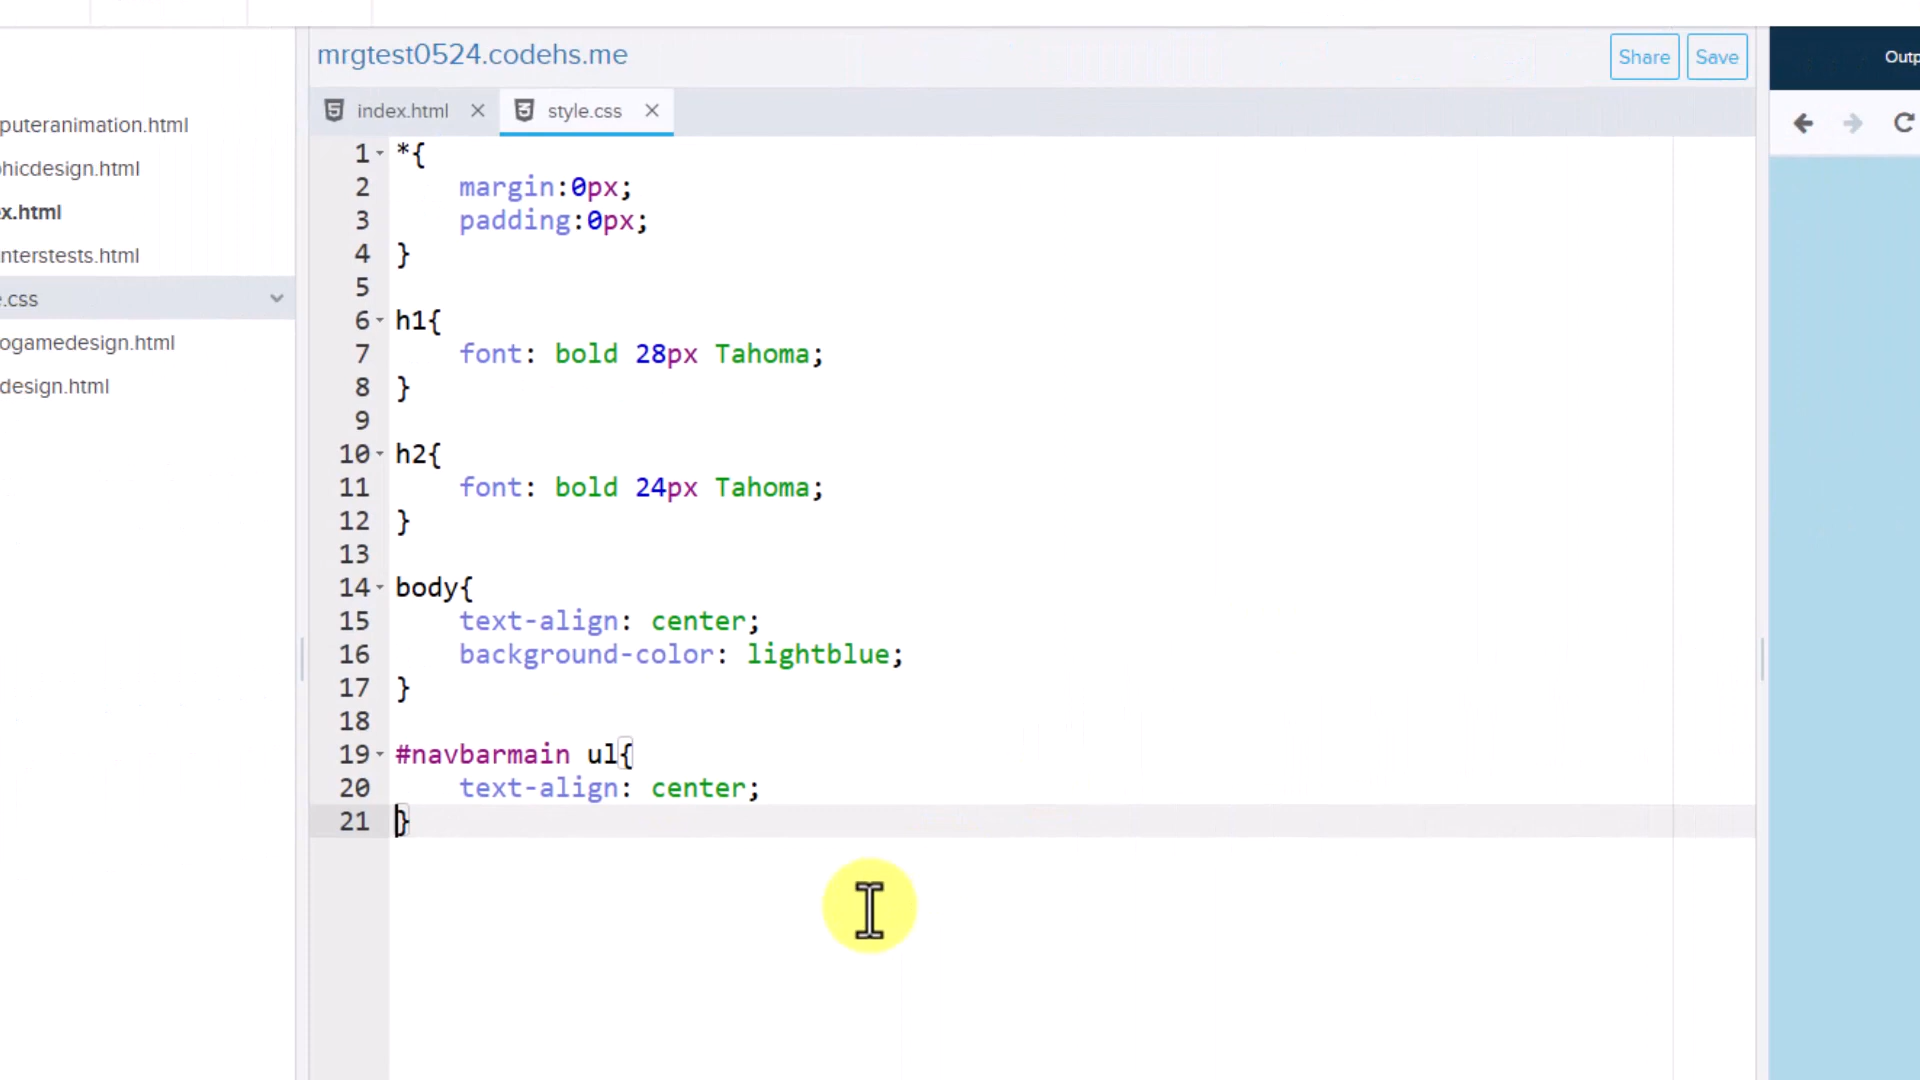 mrgtest0524.codehs.me
Share
Save
Outp
index.html
style.css
puteranimation.html
hicdesign.html
x.html
nterstests.html
.css
ogamedesign.html
design.html
1 *{
2 margin:0px;
3 padding:0px;
4 }
5
6 h1{
7 font: bold 28px Tahoma;
8 }
9
10 h2{
11 font: bold 24px Tahoma;
12 }
13
14 body{
15 text-align: center;
16 background-color: lightblue;
17 }
18
19 #navbarmain ul{
20 text-align: center;
21 }